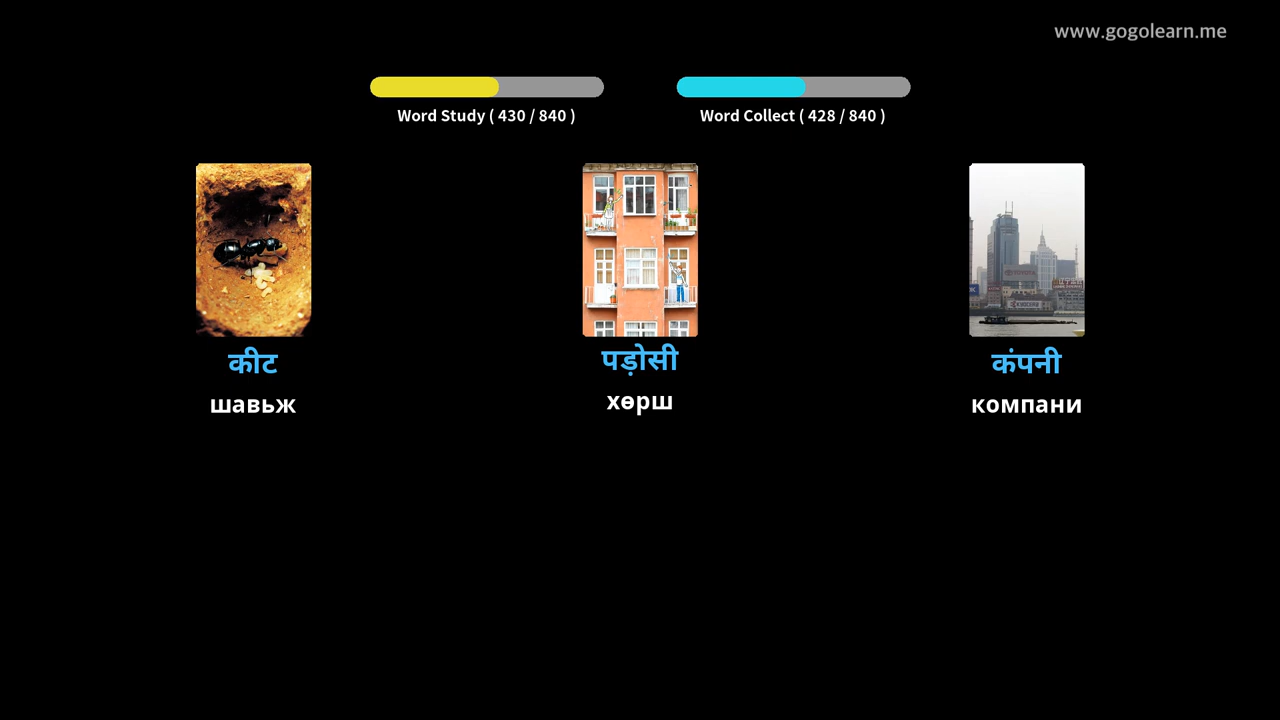 www.gogolearn.me
Word Study ( 430 / 840 )
Word Collect ( 428 / 840 )
कीट
पड़ोसी
कंपनी
шавьж
хөрш
компани